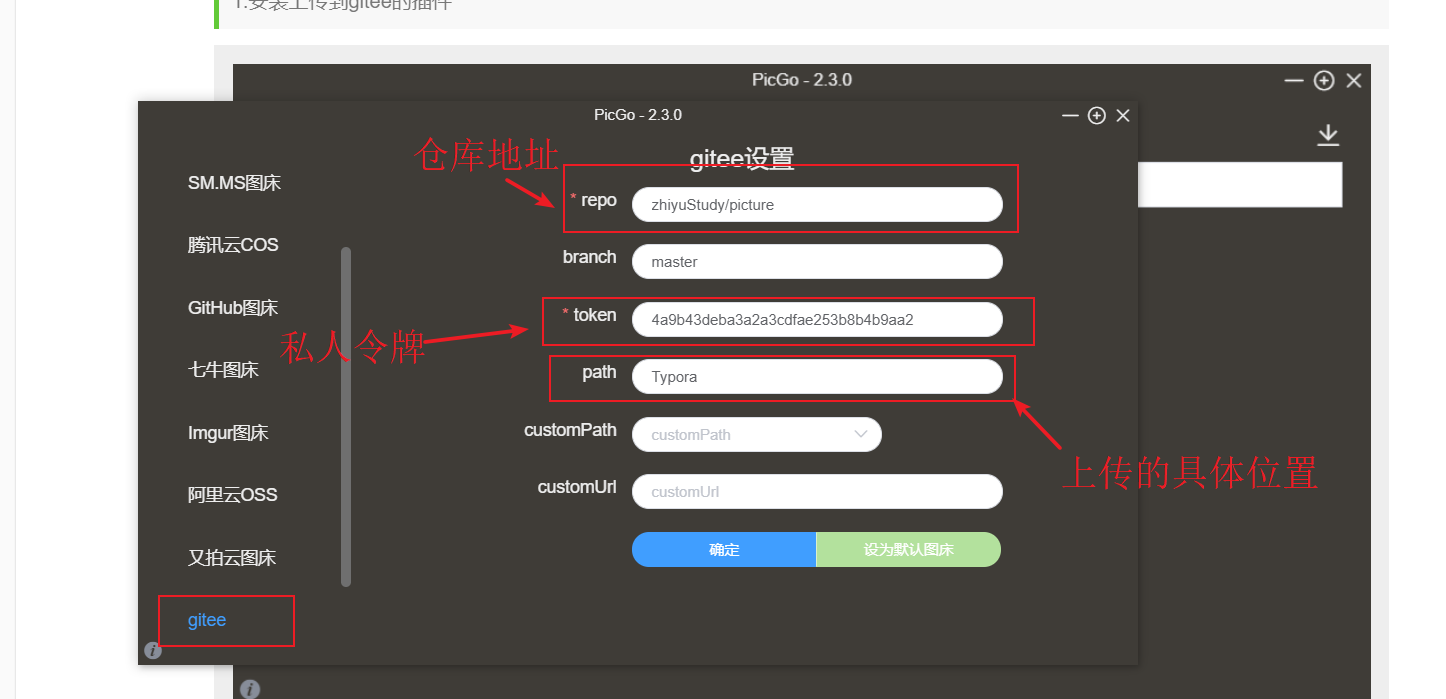 1.安装上传到gitee的插件
PicGo - 2.3.0
PicGo - 2.3.0
gitee设置
仓库地址
SM.MS图床
腾讯云COS
GitHub图床
七牛图床
Imgur图床
阿里云OSS
又拍云图床
gitee
* repo
zhiyuStudy/picture
branch
master
私人令牌
* token
4a9b43deba3a2a3cdfae253b8b4b9aa2
path
Typora
上传的具体位置
customPath
customPath
customUrl
customUrl
确定
设为默认图床